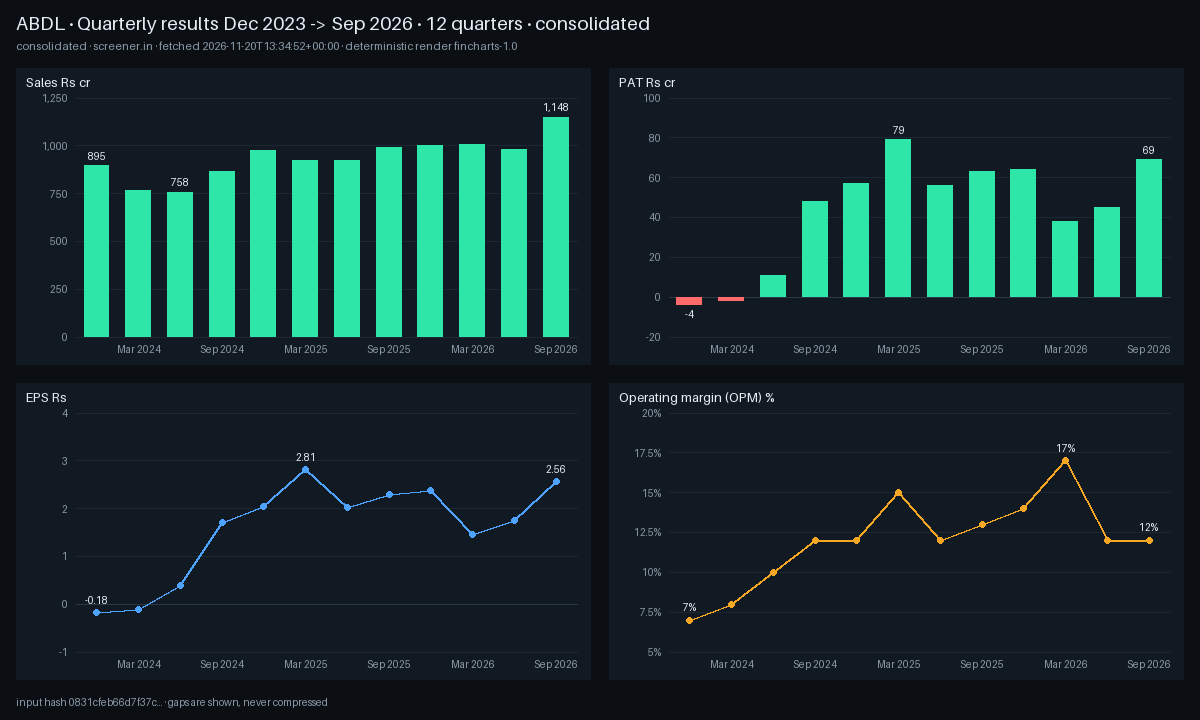 ABDL · Quarterly results Dec 2023 -> Sep 2026 · 12 quarters · consolidated
consolidated · screener.in · fetched 2026-11-20T13:34:52+00:00 · deterministic render fincharts-1.0
Sales Rs cr
1,250
1,000
750
500
250
0
895
758
1,148
Mar 2024
Sep 2024
Mar 2025
Sep 2025
Mar 2026
Sep 2026
PAT Rs cr
100
80
60
40
20
0
-20
-4
79
69
Mar 2024
Sep 2024
Mar 2025
Sep 2025
Mar 2026
Sep 2026
EPS Rs
4
3
2
1
0
-1
-0.18
2.81
2.56
Mar 2024
Sep 2024
Mar 2025
Sep 2025
Mar 2026
Sep 2026
Operating margin (OPM) %
20%
17.5%
15%
12.5%
10%
7.5%
5%
7%
17%
12%
Mar 2024
Sep 2024
Mar 2025
Sep 2025
Mar 2026
Sep 2026
input hash 0831cfeb66d7f37c… · gaps are shown, never compressed